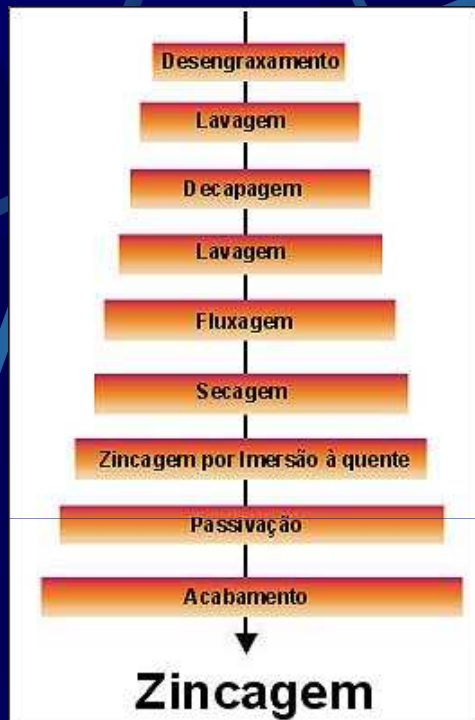 Desengraxamento
Lavagem
Decapagem
Lavagem
Fluxagem
Secagem
Zincagem por Imersão à quente
Passivação
Acabamento
Zincagem